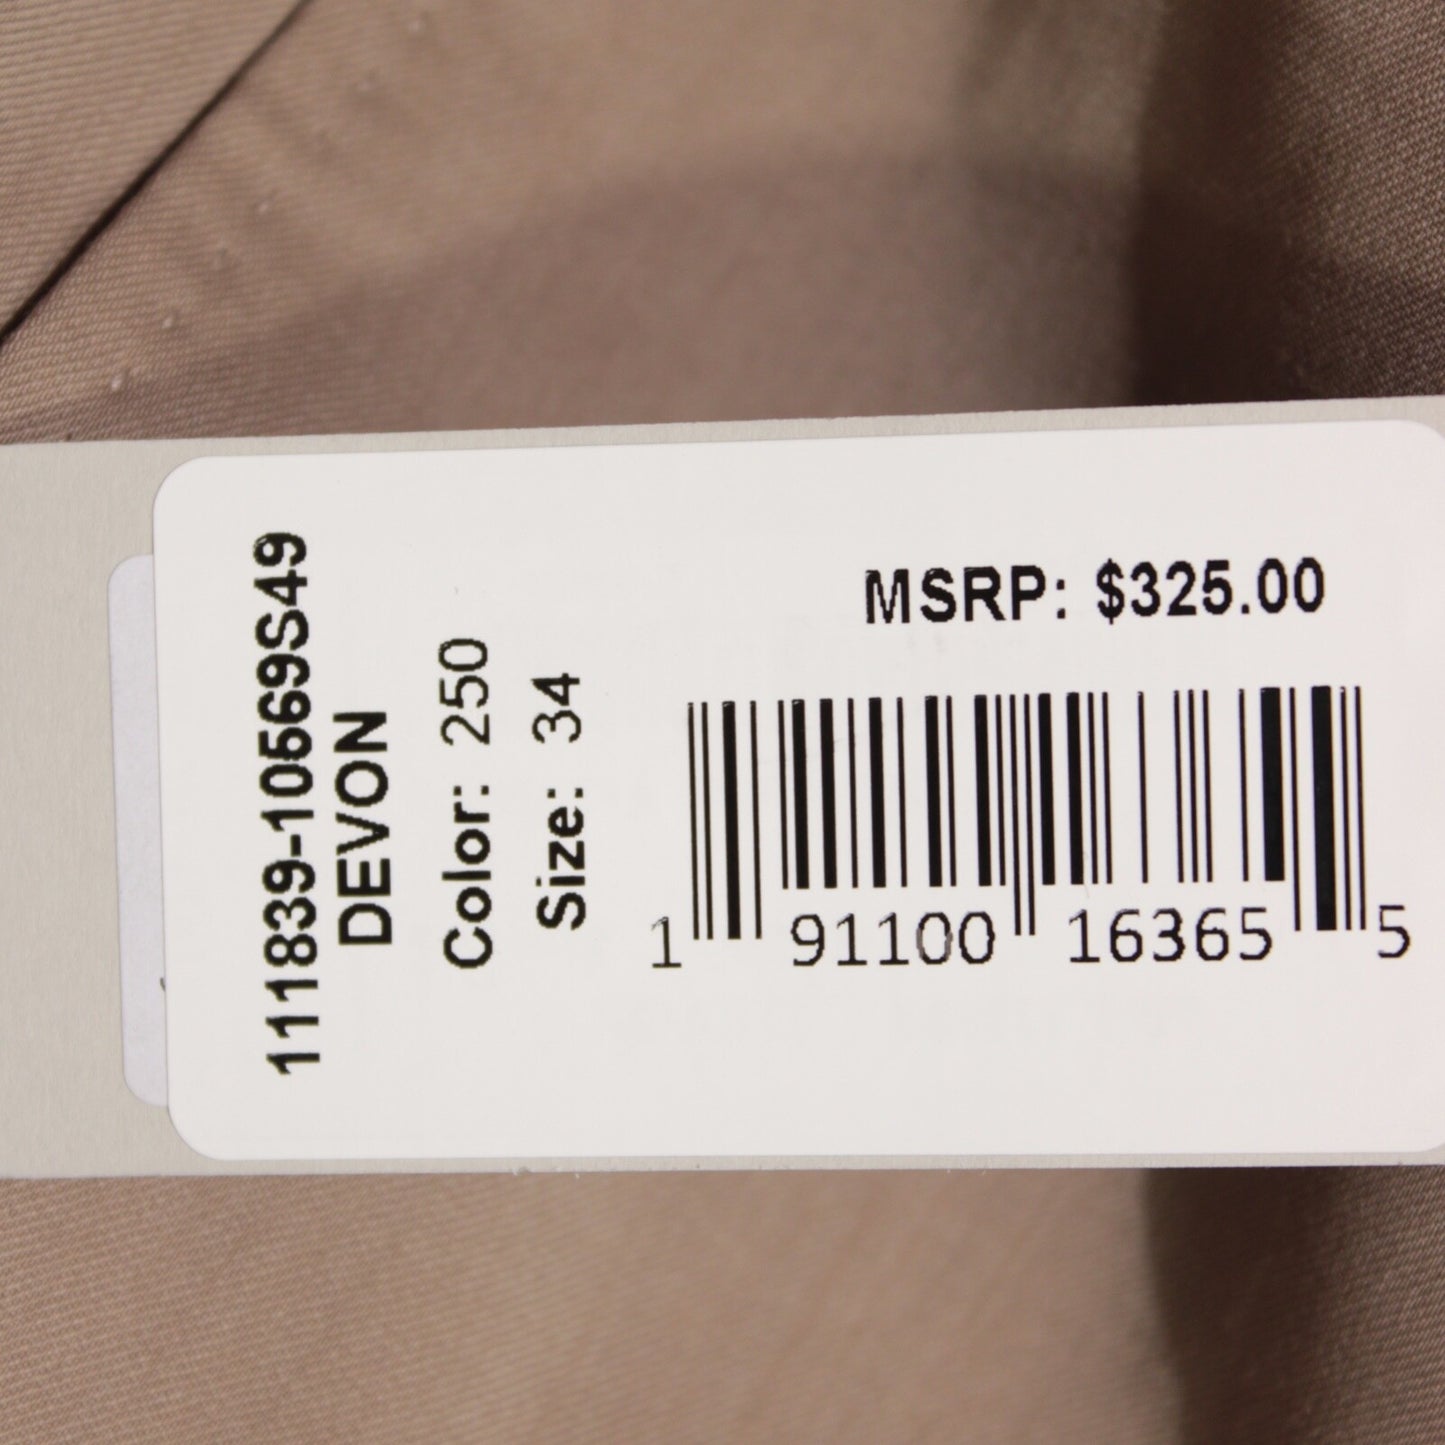 111839-10569S49
DEVON
Color: 250
Size: 34
MSRP: $325.00
1 91100 16365 5